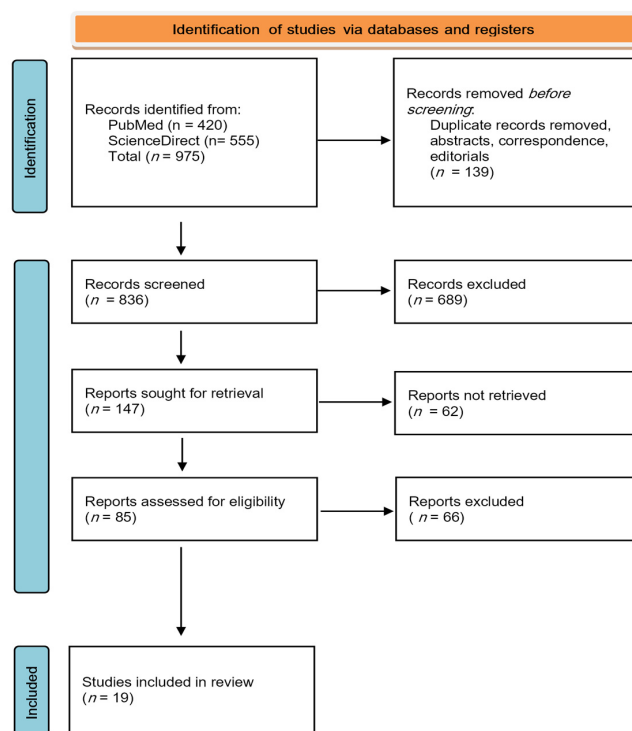 Identification of studies via databases and registers
Identification
Records identified from:
PubMed (n = 420)
ScienceDirect (n= 555)
Total (n = 975)
Records removed before
screening:
Duplicate records removed,
abstracts, correspondence,
editorials
(n = 139)
Records screened
(n = 836)
Records excluded
(n = 689)
Reports sought for retrieval
(n = 147)
Reports not retrieved
(n = 62)
Reports assessed for eligibility
(n = 85)
Reports excluded
( n = 66)
Included
Studies included in review
(n = 19)